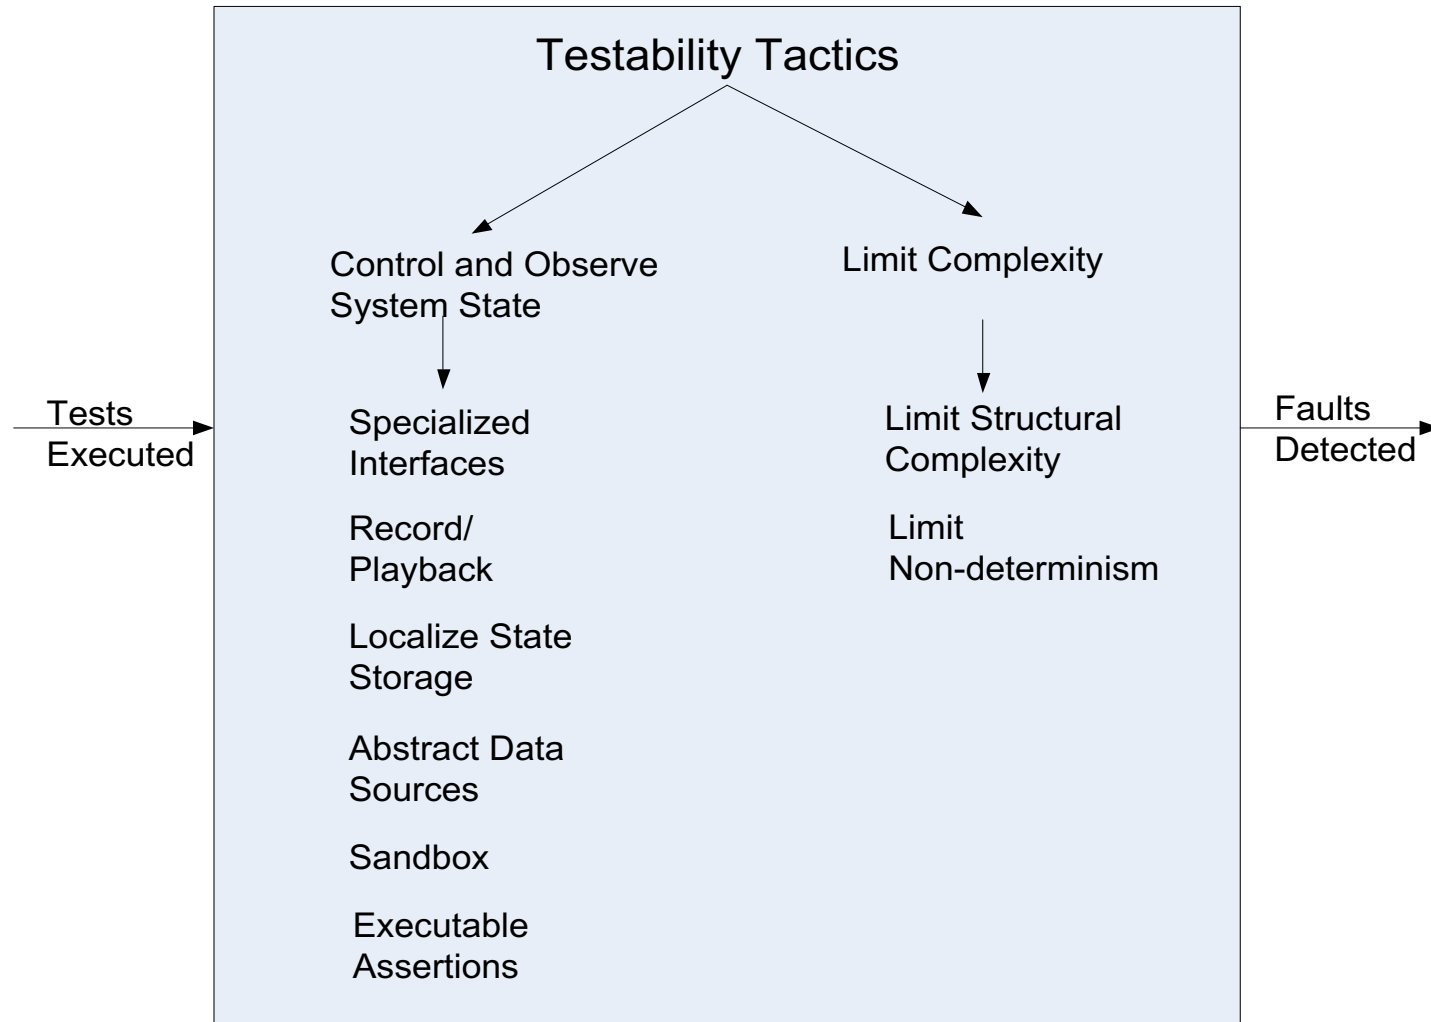 Testability Tactics
Control and Observe
System State
Limit Complexity
Tests
Executed
Specialized
Interfaces
Record/
Playback
Localize State
Storage
Abstract Data
Sources
Sandbox
Executable
Assertions
Limit Structural
Complexity
Limit
Non-determinism
Faults
Detected